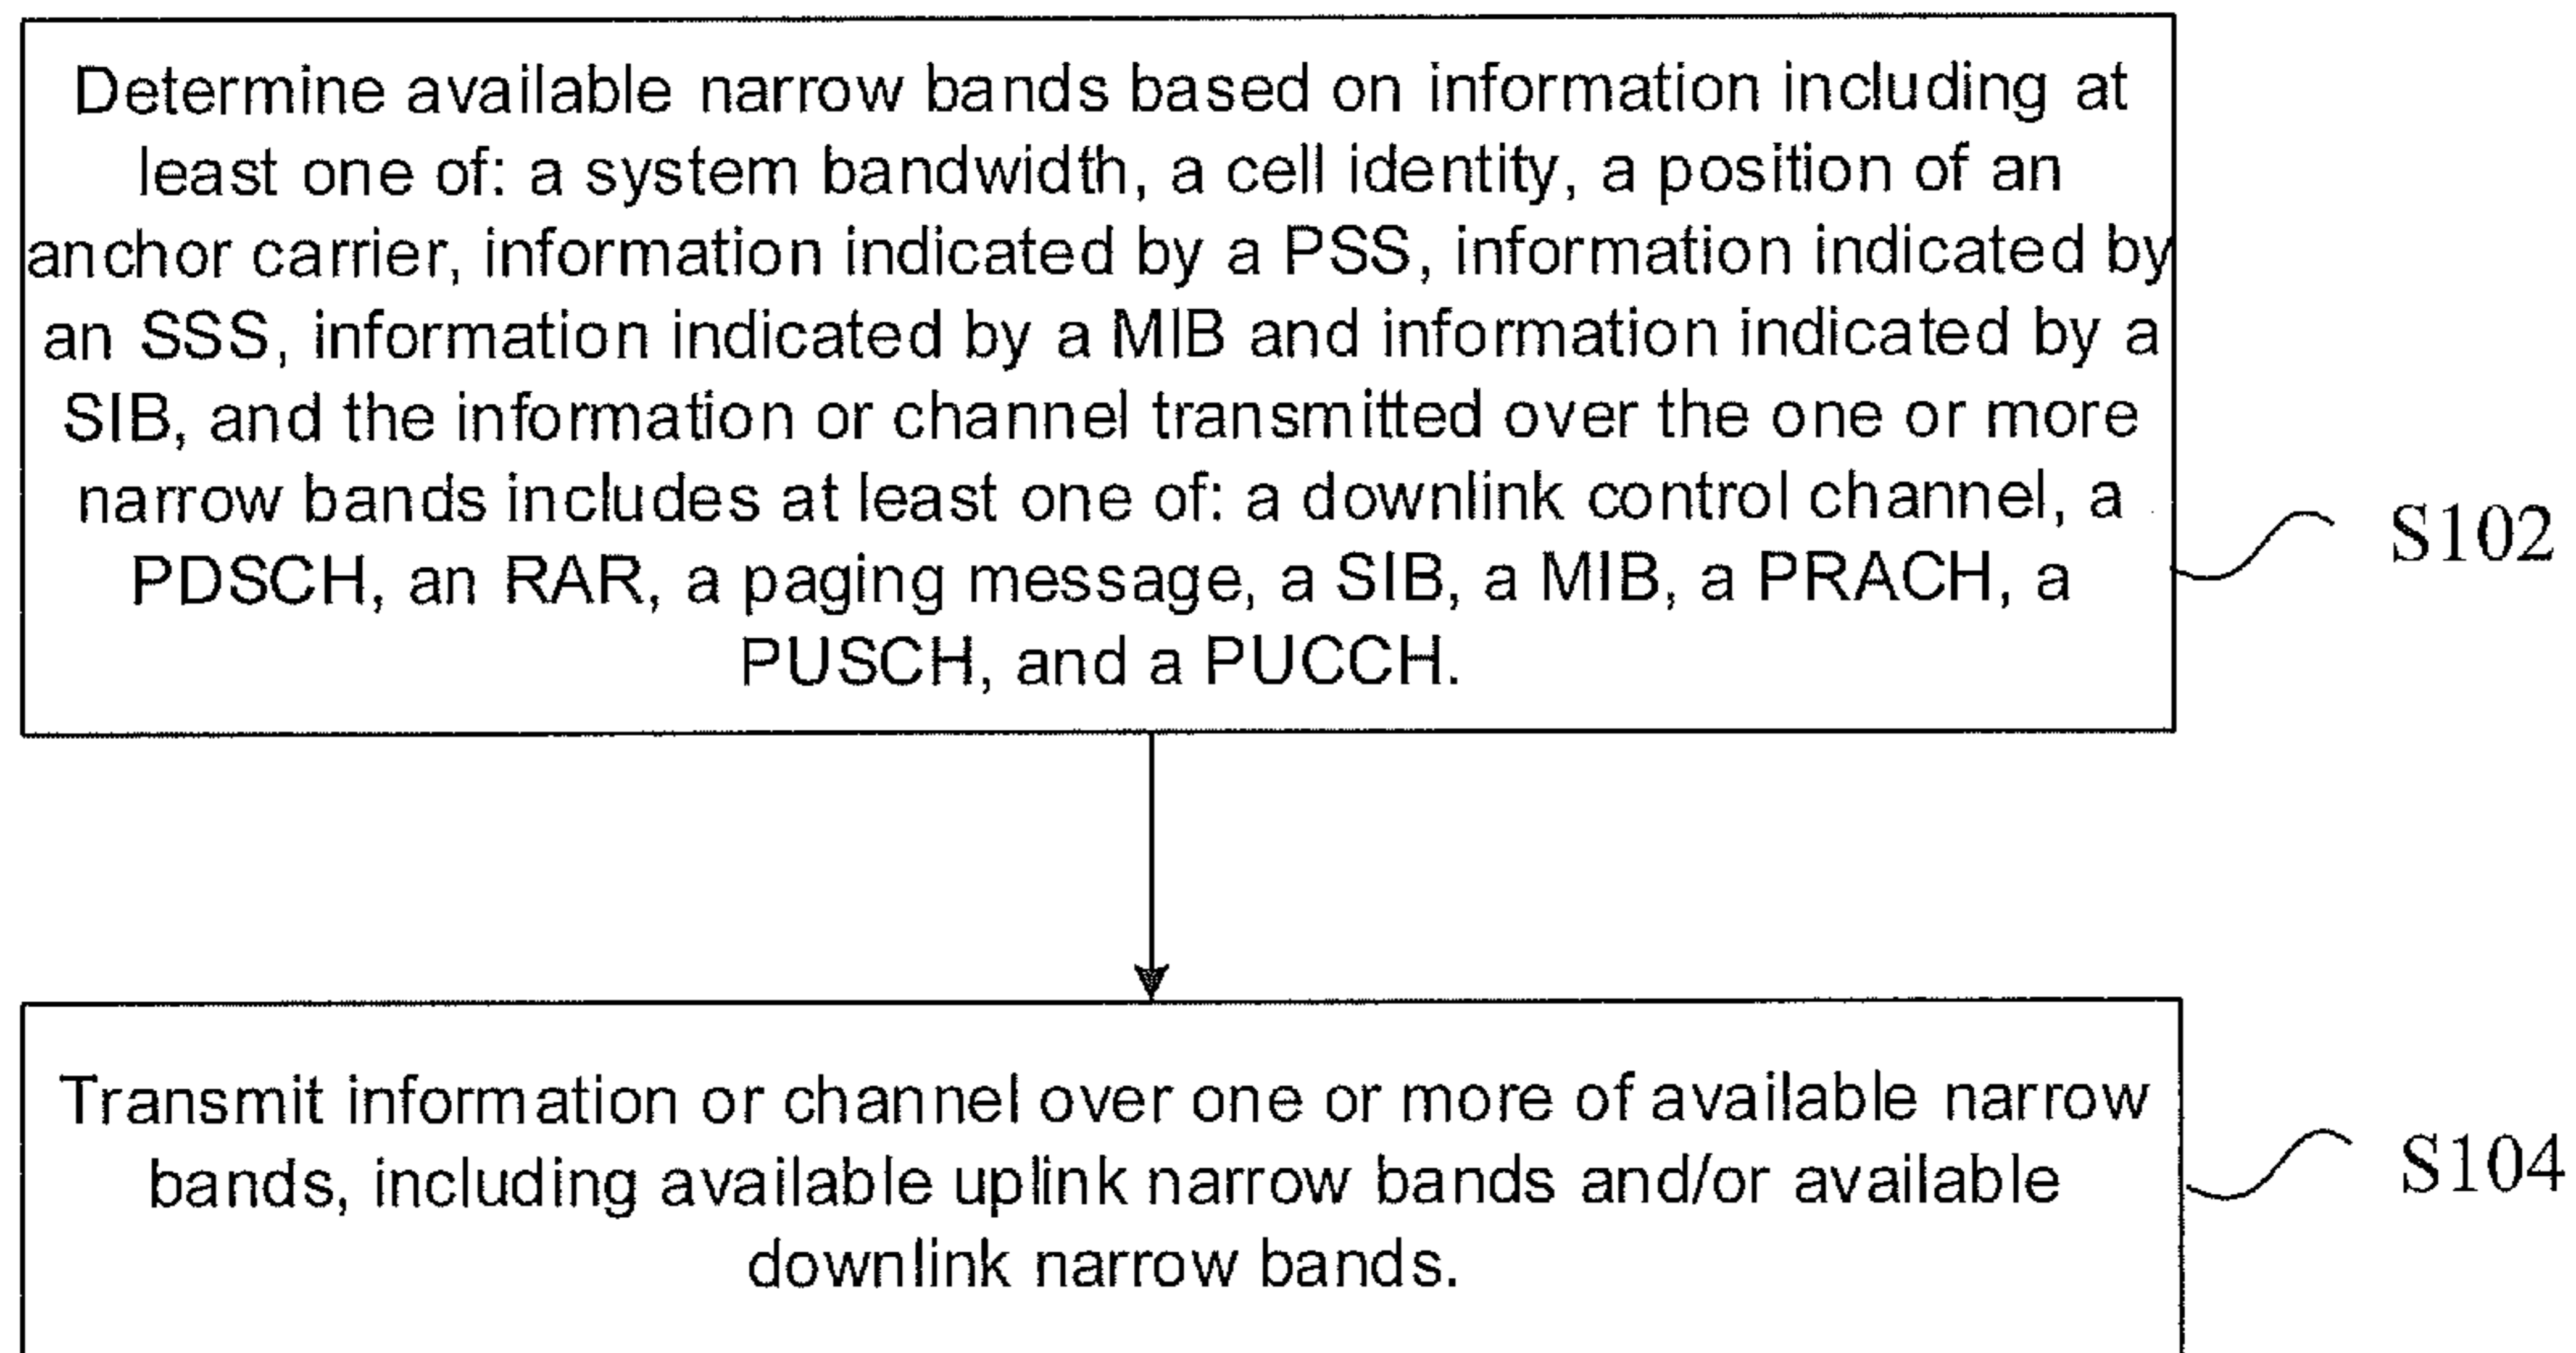 Determine available narrow bands based on information including at
least one of: a system bandwidth, a cell identity, a position of an
anchor carrier, information indicated by a PSS, information indicated by
an SSS, information indicated by a MIB and information indicated by a
SIB, and the information or channel transmitted over the one or more
narrow bands includes at least one of: a downlink control channel, a
PDSCH, an RAR, a paging message, a SIB, a MIB, a PRACH, a
PUSCH, and a PUCCH.
S102
Transmit information or channel over one or more of available narrow
bands, including available uplink narrow bands and/or available
downlink narrow bands.
S104